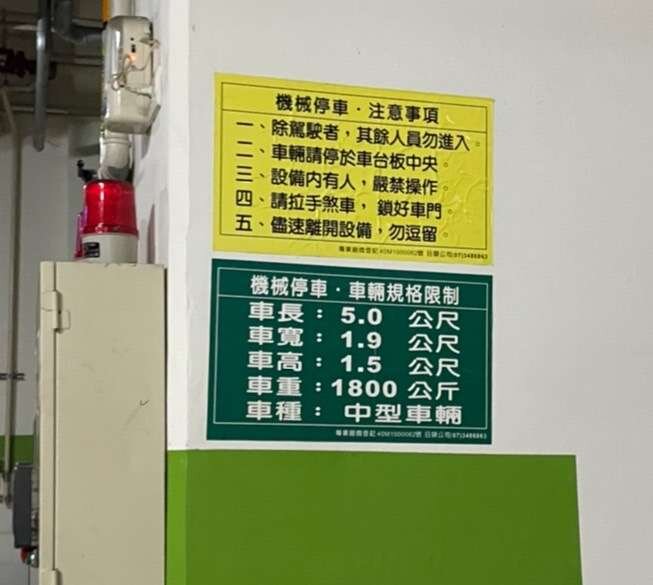 機械停車·注意事項
一、除駕駛者，其餘人員勿進入。
二、車輛請停於車台板中央。
三、設備內有人，嚴禁操作。
四、請拉手煞車，鎖好車門。
五、儘速離開設備，勿逗留。
機械停車·車輛規格限制
車長：5.0 公尺
車寬：1.9 公尺
車高：1.5 公尺
車重：1800 公斤
車種：中型車輛